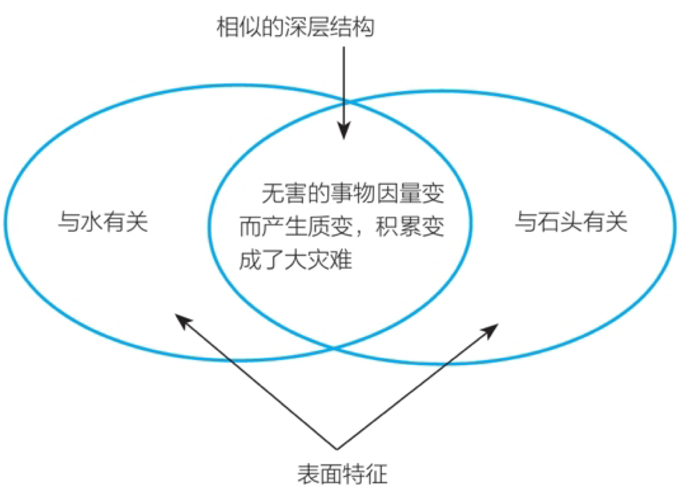 相似的深层结构
与水有关
无害的事物因量变
而产生质变，积累变
成了大灾难
与石头有关
表面特征